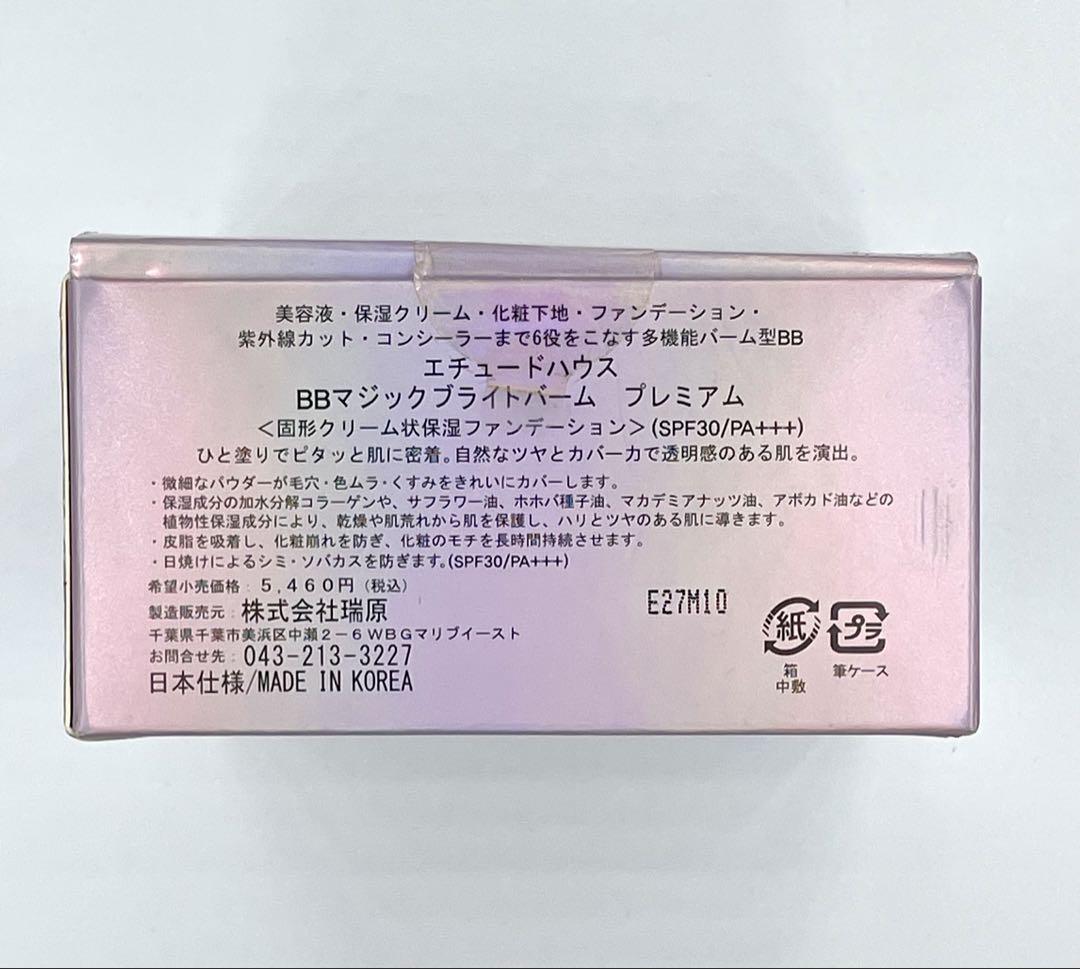 美容液・保湿クリーム・化粧下地・ファンデーション・
紫外線カット・コンシーラーまで6役をこなす多機能バーム型BB
エチュードハウス
BBマジックブライトバーム　プレミアム
＜固形クリーム状保湿ファンデーション＞(SPF30/PA+++)
ひと塗りでピタッと肌に密着。自然なツヤとカバー力で透明感のある肌を演出。
・微細なパウダーが毛穴・色ムラ・くすみをきれいにカバーします。
・保湿成分の加水分解コラーゲンや、サフラワー油、ホホバ種子油、マカデミアナッツ油、アボカド油などの
植物性保湿成分により、乾燥や肌荒れから肌を保護し、ハリとツヤのある肌に導きます。
・皮脂を吸着し、化粧崩れを防ぎ、化粧のモチを長時間持続させます。
・日焼けによるシミ・ソバカスを防ぎます。(SPF30/PA+++)
希望小売価格：５,４６０円（税込）
製造販売元：株式会社瑞原
千葉県千葉市美浜区中瀬２－６ＷＢＧマリブイースト
お問合せ先：043-213-3227
日本仕様/MADE IN KOREA
E27M10
紙
箱
中敷
プラ
筆ケース